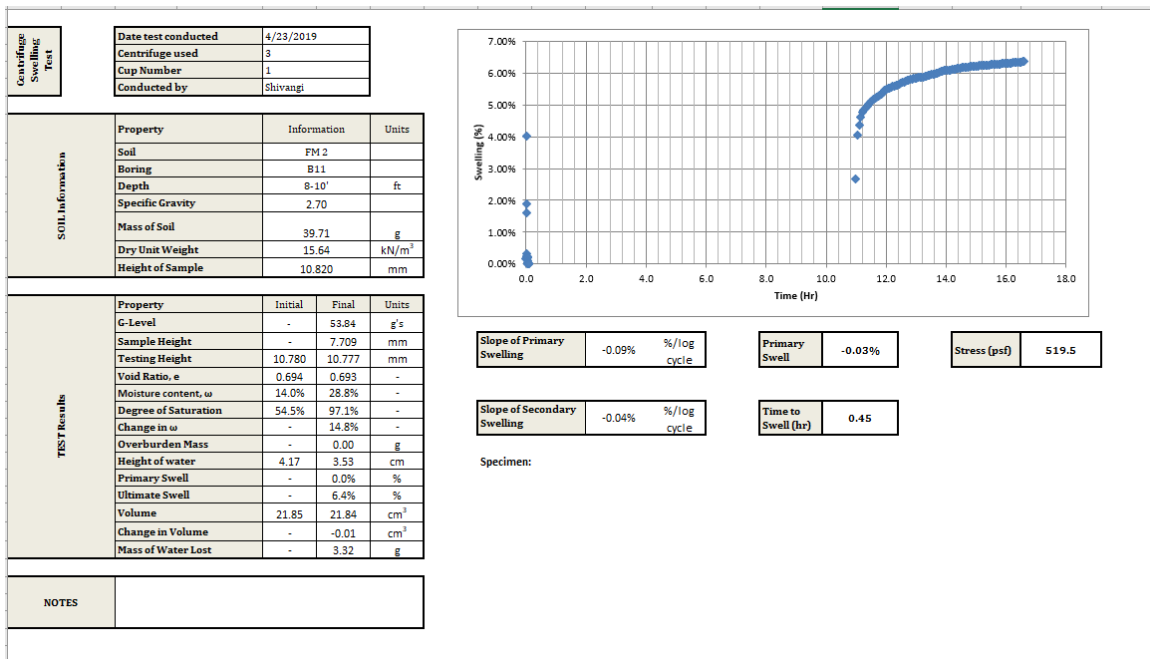 Centrifuge
Swelling
Test
Date test conducted 4/23/2019
Centrifuge used 3
Cup Number 1
Conducted by Shivangi
SOIL Information
Property Information Units
Soil FM 2
Boring B11
Depth 8-10' ft
Specific Gravity 2.70
Mass of Soil 39.71 g
Dry Unit Weight 15.64 kN/m³
Height of Sample 10.820 mm
TEST Results
Property Initial Final Units
G-Level - 53.84 g's
Sample Height - 7.709 mm
Testing Height 10.780 10.777 mm
Void Ratio, e 0.694 0.693 -
Moisture content, ω 14.0% 28.8% -
Degree of Saturation 54.5% 97.1% -
Change in ω - 14.8% -
Overburden Mass - 0.00 g
Height of water 4.17 3.53 cm
Primary Swell - 0.0% %
Ultimate Swell - 6.4% %
Volume 21.85 21.84 cm³
Change in Volume - -0.01 cm³
Mass of Water Lost - 3.32 g
NOTES
7.00%
6.00%
5.00%
4.00%
3.00%
2.00%
1.00%
0.00%
Swelling (%)
0.0 2.0 4.0 6.0 8.0 10.0 12.0 14.0 16.0 18.0
Time (Hr)
Slope of Primary
Swelling
-0.09%
%/log
cycle
Primary
Swell
-0.03%
Stress (psf) 519.5
Slope of Secondary
Swelling
-0.04%
%/log
cycle
Time to
Swell (hr)
0.45
Specimen: